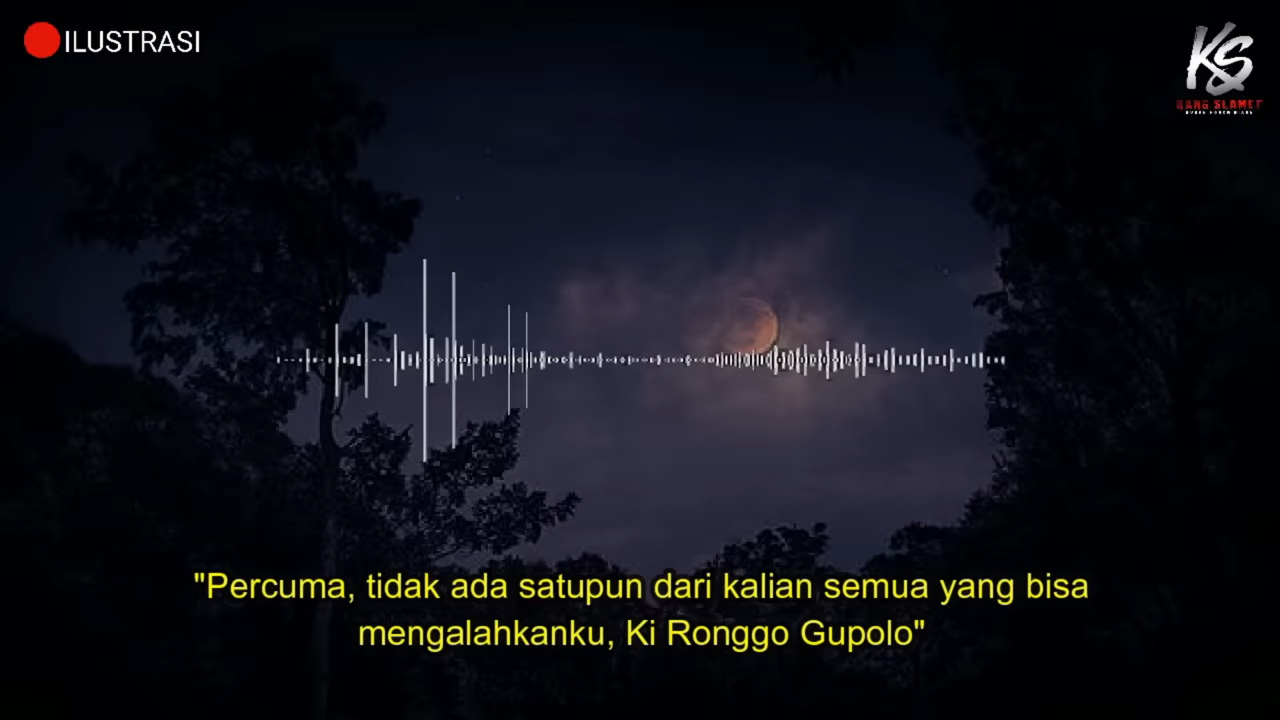 ILUSTRASI
KS
KANG SLAMET
"Percuma, tidak ada satupun dari kalian semua yang bisa
mengalahkanku, Ki Ronggo Gupolo"